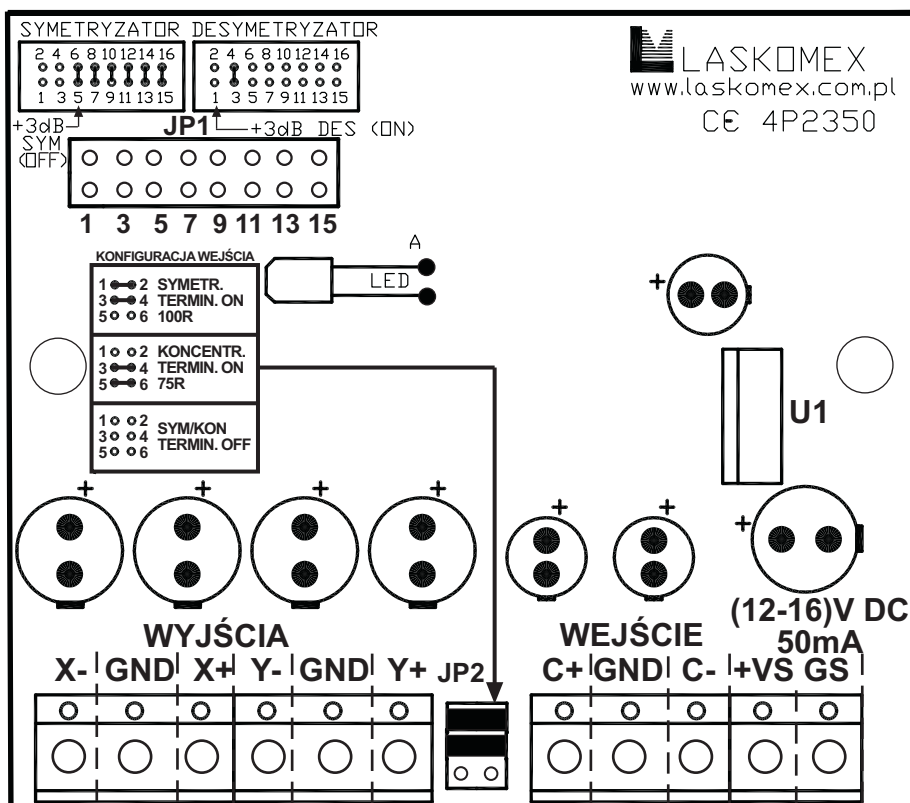 SYMETRYZATOR DESYMETRYZATOR
2 4 6 8 10 12 14 16
2 4 6 8 10 12 14 16
1 3 5 7 9 11 13 15
1 3 5 7 9 11 13 15
+3dB
SYM
(OFF)
JP1
+3dB DES (ON)
1 3 5 7 9 11 13 15
LASKOMEX
www.laskomex.com.pl
CE 4P2350
KONFIGURACJA WEJŚCIA
1 2 SYMETR.
3 4 TERMIN. ON
5 6 100R
1 2 KONCENTR.
3 4 TERMIN. ON
5 6 75R
1 2
3 4
5 6
SYM/KON
TERMIN. OFF
A
LED
+
U1
+ + + + + + +
(12-16)V DC
50mA
WYJŚCIA
WEJŚCIE
X- GND X+ Y- GND Y+ JP2 C+ GND C- +VS GS